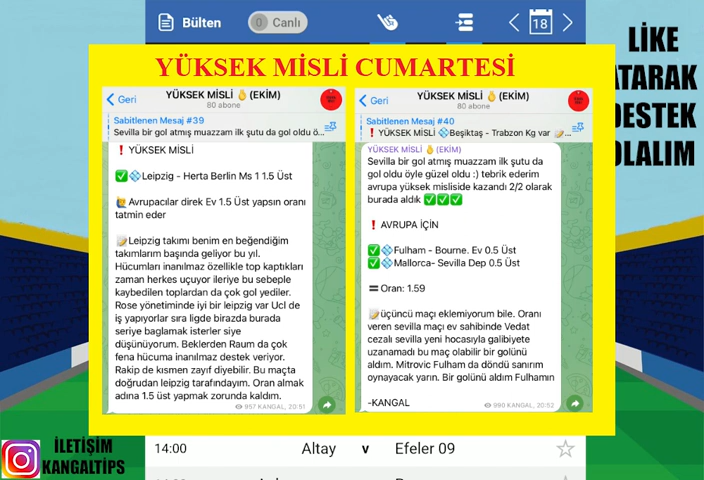 Bülten
0 Canlı
18
LİKE
ATARAK
DESTEK
OLALIM
YÜKSEK MİSLİ CUMARTESİ
Geri
YÜKSEK MİSLİ 👌(EKİM)
80 abone
Sabitlenen Mesaj #39
Sevilla bir gol atmış muazzam ilk şutu da gol oldu ö...
❗ YÜKSEK MİSLİ
✅💠Leipzig - Herta Berlin Ms 1 1.5 Üst
Avrupacılar direk Ev 1.5 Üst yapsın oranı
tatmin eder
📝Leipzig takımı benim en beğendiğim
takımların başında geliyor bu yıl.
Hücumları inanılmaz özellikle top kaptıkları
zaman herkes uçuyor ileriye bu sebeple
kaybedilen toplardan da çok gol yediler.
Rose yönetiminde iyi bir leipzig var Ucl de
iş yapıyorlar sıra ligde birazda burada
seriye baglamak isterler siye
düşünüyorum. Beklerden Raum da çok
fena hücuma inanılmaz destek veriyor.
Rakip de kısmen zayıf diyebilir. Bu maçta
doğrudan leipzig tarafındayım. Oran almak
adına 1.5 üst yapmak zorunda kaldım.
957 KANGAL, 20:51
Geri
YÜKSEK MİSLİ 👌(EKİM)
80 abone
Sabitlenen Mesaj #40
❗ YÜKSEK MİSLİ 💠Beşiktaş - Trabzon Kg var 📝...
YÜKSEK MİSLİ 👌(EKİM)
Sevilla bir gol atmış muazzam ilk şutu da
gol oldu öyle güzel oldu :) tebrik ederim
avrupa yüksek misliside kazandı 2/2 olarak
burada aldık ✅✅✅
❗ AVRUPA İÇİN
✅💠Fulham - Bourne. Ev 0.5 Üst
✅💠Mallorca- Sevilla Dep 0.5 Üst
🟰Oran: 1.59
📝üçüncü maçı eklemiyorum bile. Oranı
veren sevilla maçı ev sahibinde Vedat
cezalı sevilla yeni hocasıyla galibiyete
uzanamadı bu maç olabilir bir golünü
aldım. Mitrovic Fulham da döndü sanırım
oynayacak yarın. Bir golünü aldım Fulhamın
-KANGAL
990 KANGAL, 20:52
14:00 Altay v Efeler 09
İLETİŞİM
KANGALTİPS